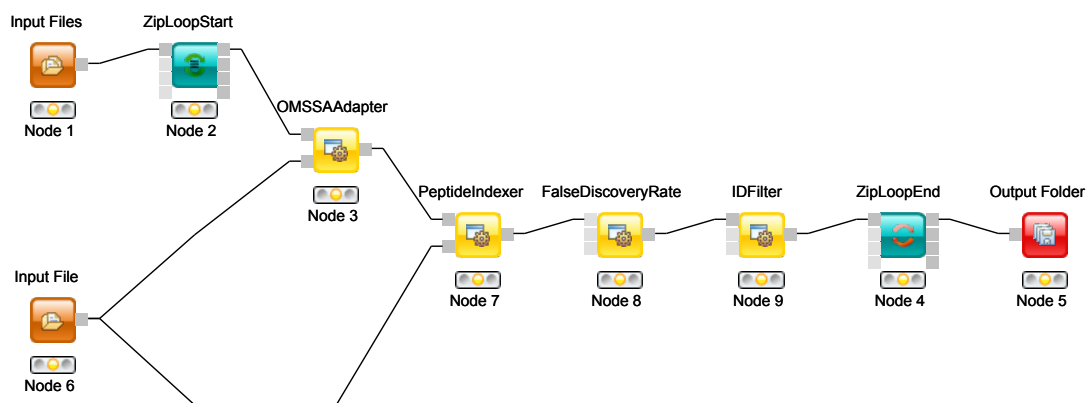 Input Files
ZipLoopStart
Node 1
Node 2
OMSSAAdapter
Node 3
PeptideIndexer
FalseDiscoveryRate
IDFilter
ZipLoopEnd
Output Folder
Node 7
Node 8
Node 9
Node 4
Node 5
Input File
Node 6